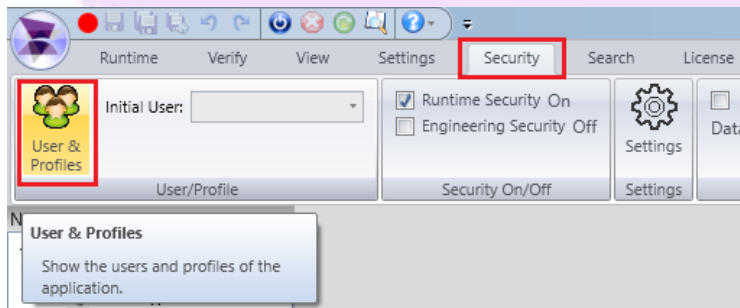 Runtime Verify View Settings Security Search License
Initial User:
Runtime Security On
Engineering Security Off
User &
Profiles
Settings
Data
User/Profile
Security On/Off
Settings
N
User & Profiles
Show the users and profiles of the
application.